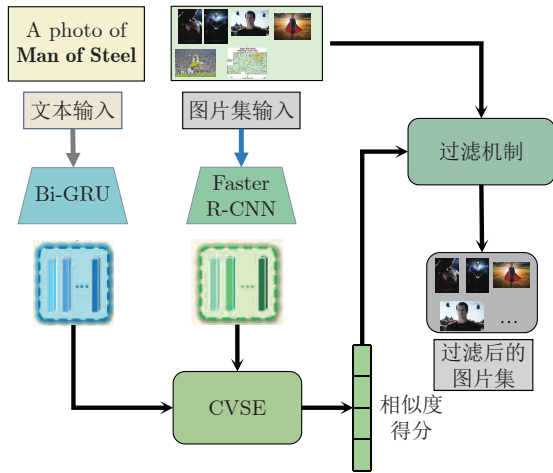 A photo of
Man of Steel
文本输入
图片集输入
Bi-GRU
Faster
R-CNN
过滤机制
...
...
...
过滤后的
图片集
CVSE
相似度
得分